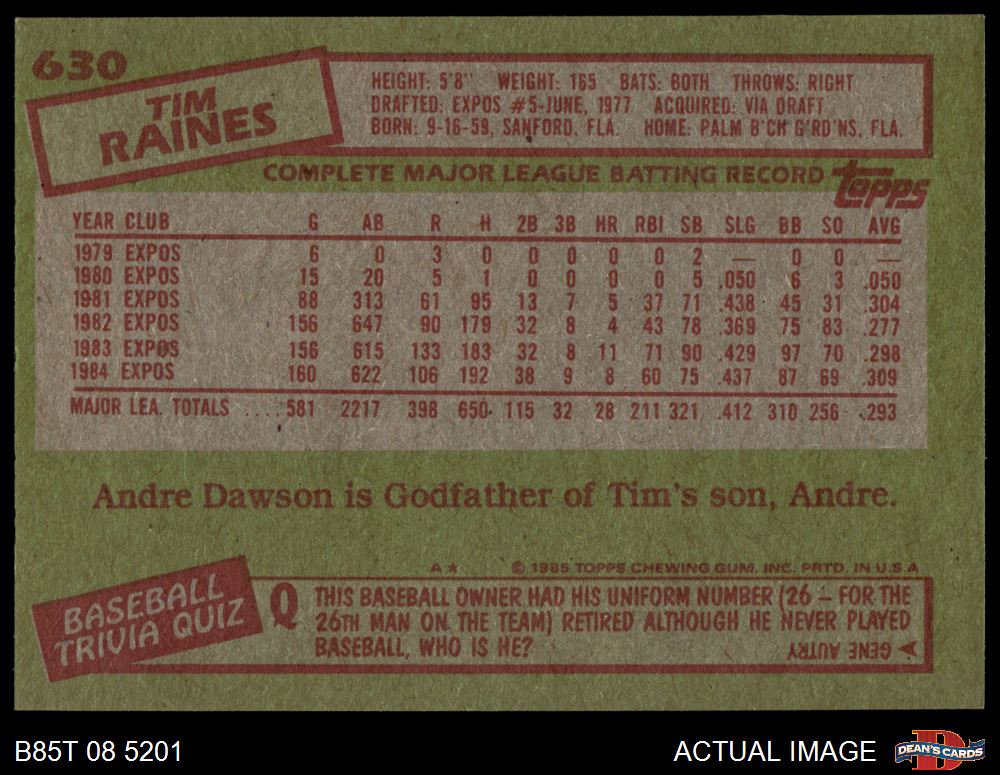 630
TIM
RAINES
HEIGHT: 5'8" WEIGHT: 165 BATS: BOTH THROWS: RIGHT
DRAFTED: EXPOS #5-JUNE, 1977 ACQUIRED: VIA DRAFT
BORN: 9-16-59, SANFORD, FLA. HOME: PALM B'CH G'RD'NS, FLA.
COMPLETE MAJOR LEAGUE BATTING RECORD topps
YEAR CLUB G AB R H 2B 3B HR RBI SB SLG BB SO AVG
1979 EXPOS 6 0 3 0 0 0 0 0 2 — 0 0 —
1980 EXPOS 15 20 5 1 0 0 0 0 5 .050 6 3 .050
1981 EXPOS 88 313 61 95 13 7 5 37 71 .438 45 31 .304
1982 EXPOS 156 647 90 179 32 8 4 43 78 .369 75 83 .277
1983 EXPOS 156 615 133 183 32 8 11 71 90 .429 97 70 .298
1984 EXPOS 160 622 106 192 38 9 8 60 75 .437 87 69 .309
MAJOR LEA. TOTALS .... 581 2217 398 650 115 32 28 211 321 .412 310 256 .293
Andre Dawson is Godfather of Tim's son, Andre.
A* © 1985 TOPPS CHEWING GUM, INC. PRTD. IN U.S.A
BASEBALL
TRIVIA QUIZ
Q THIS BASEBALL OWNER HAD HIS UNIFORM NUMBER (26 – FOR THE
26TH MAN ON THE TEAM) RETIRED ALTHOUGH HE NEVER PLAYED
BASEBALL, WHO IS HE?
A GENE AUTRY
B85T 08 5201
ACTUAL IMAGE
D
DEAN'S CARDS